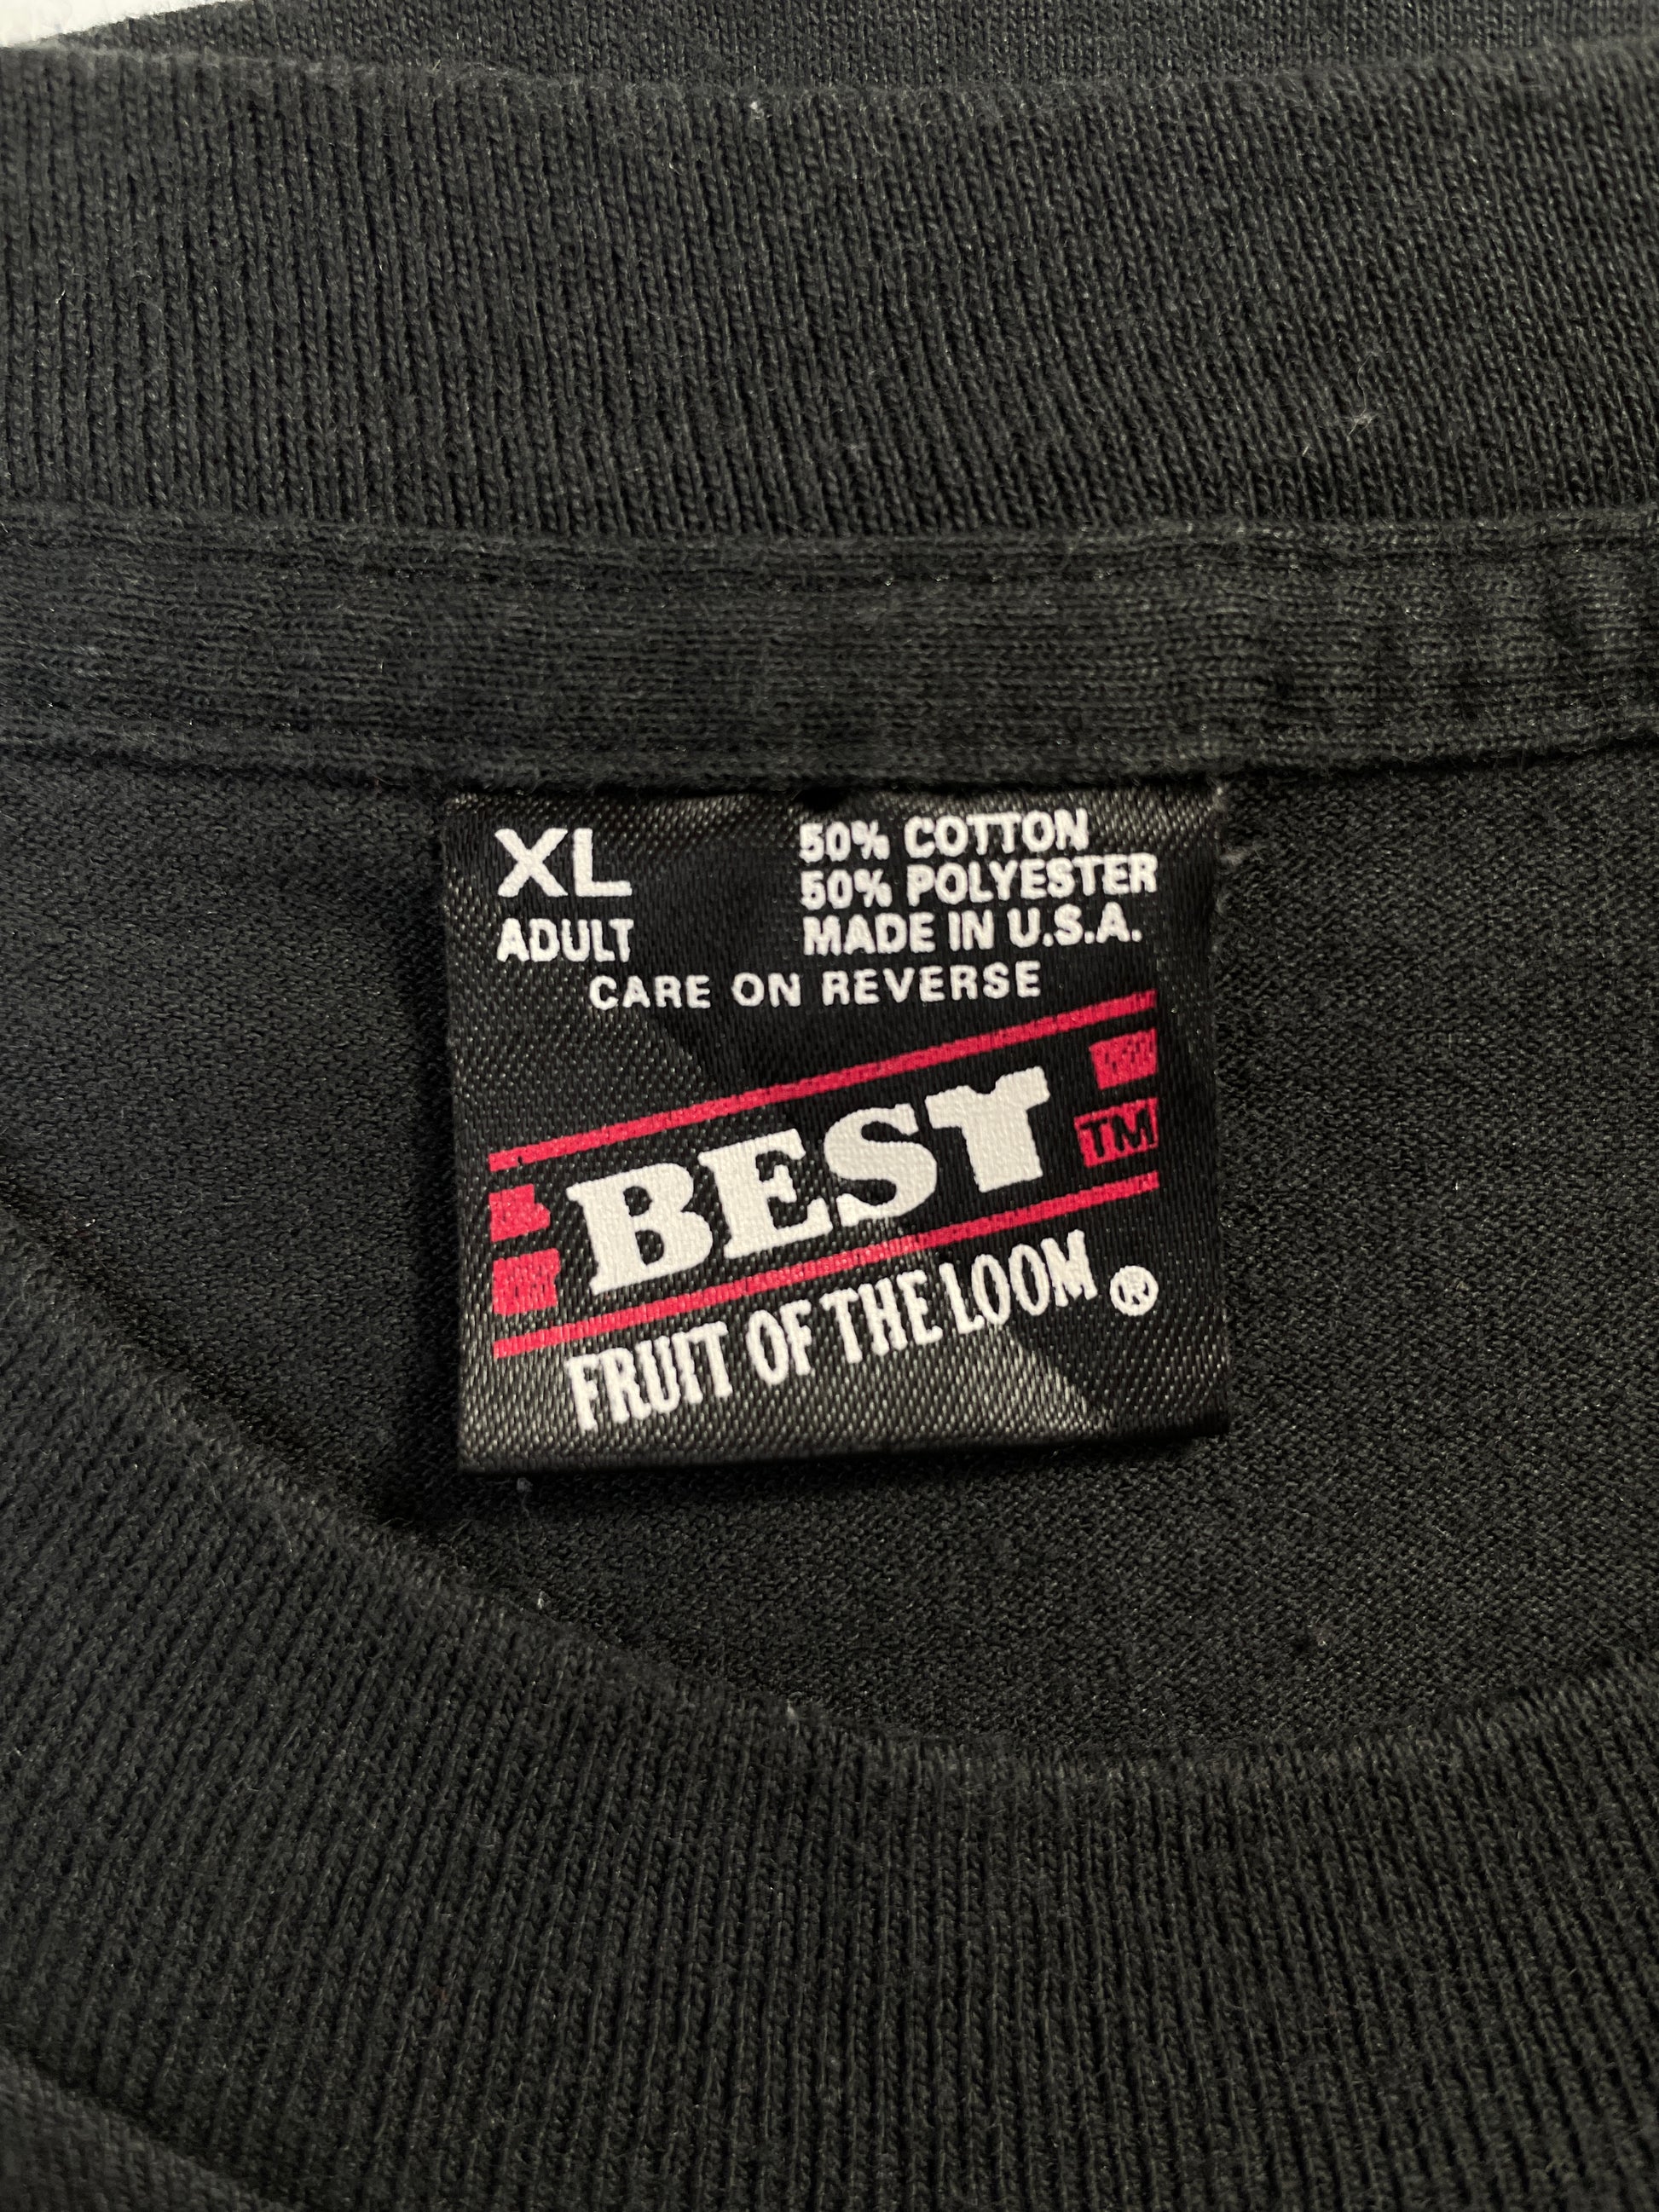 XL
ADULT
50% COTTON
50% POLYESTER
MADE IN U.S.A.
CARE ON REVERSE
BEST
TM
FRUIT OF THE LOOM ®